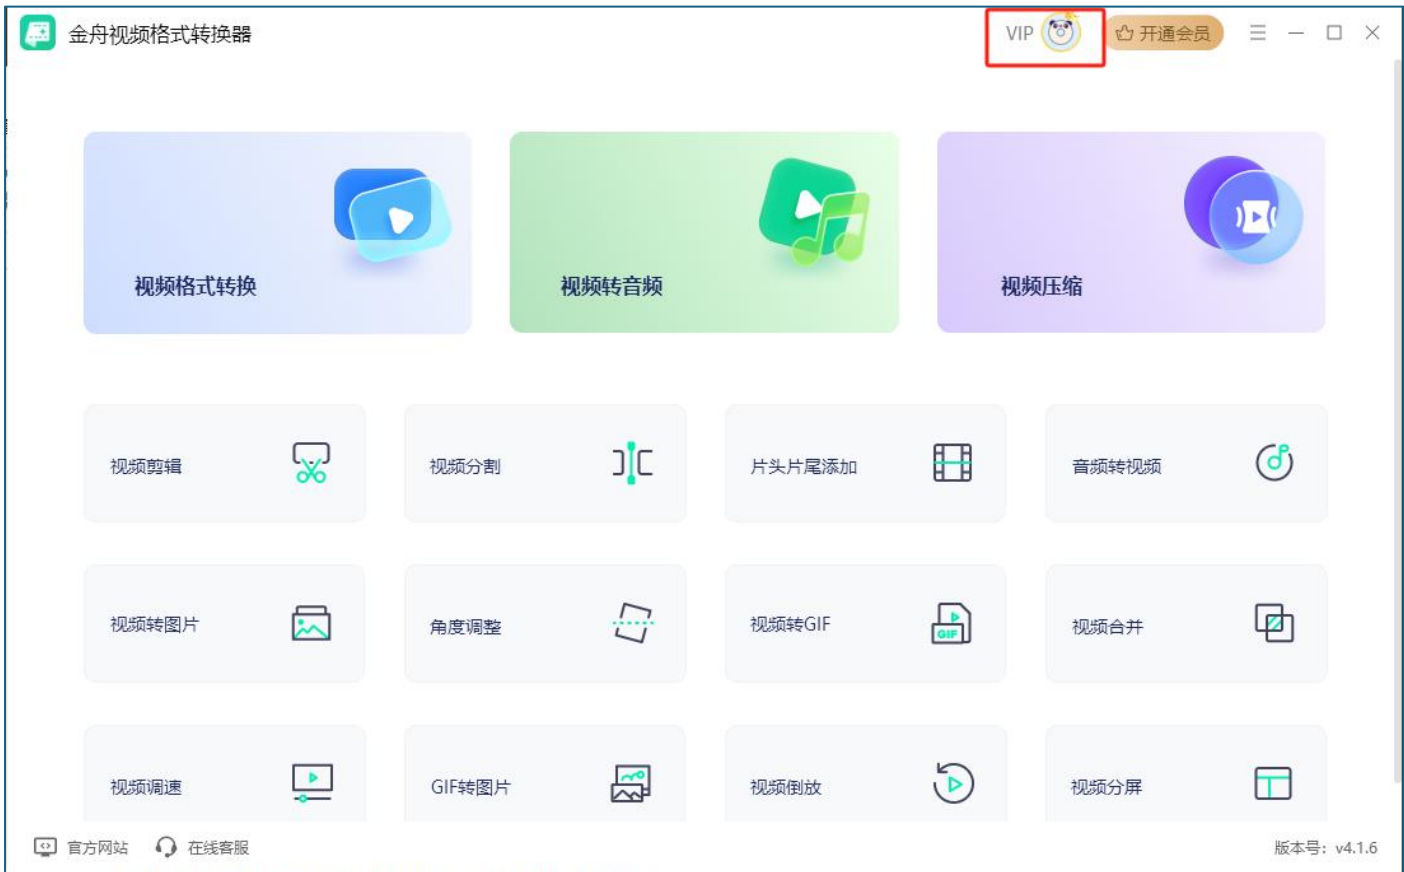 金舟视频格式转换器
VIP
开通会员
视频格式转换
视频转音频
视频压缩
视频剪辑
视频分割
片头片尾添加
音频转视频
视频转图片
角度调整
视频转GIF
GIF
视频合并
视频调速
GIF转图片
视频倒放
视频分屏
官方网站
在线客服
版本号：v4.1.6